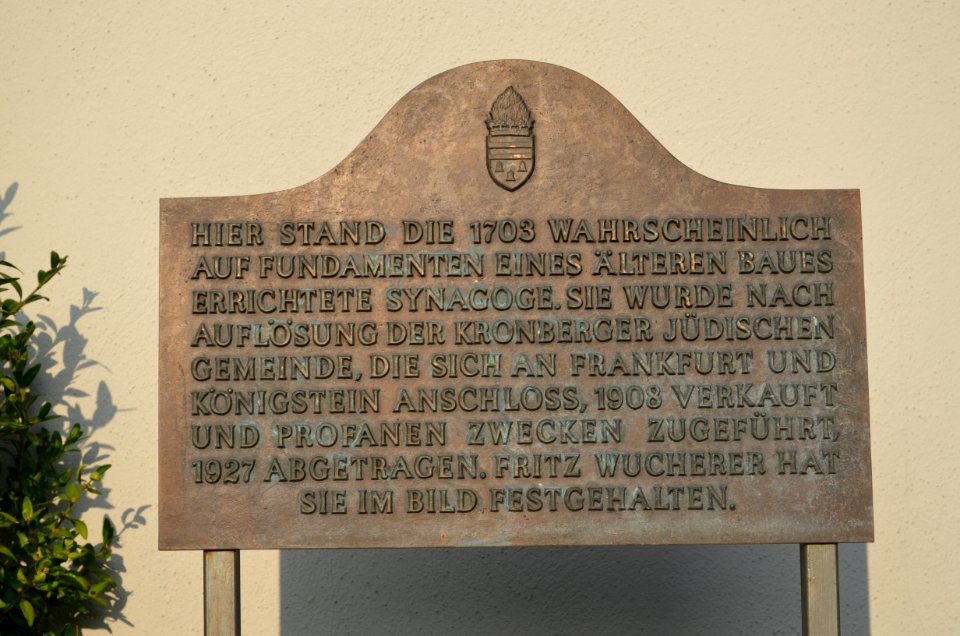 HIER STAND DIE 1703 WAHRSCHEINLICH
AUF FUNDAMENTEN EINES ÄLTEREN BAUES
ERRICHTETE SYNAGOGE. SIE WURDE NACH
AUFLÖSUNG DER KRONBERGER JÜDISCHEN
GEMEINDE, DIE SICH AN FRANKFURT UND
KÖNIGSTEIN ANSCHLOSS, 1908 VERKAUFT
UND PROFANEN ZWECKEN ZUGEFÜHRT,
1927 ABGETRAGEN. FRITZ WUCHERER HAT
SIE IM BILD FESTGEHALTEN.